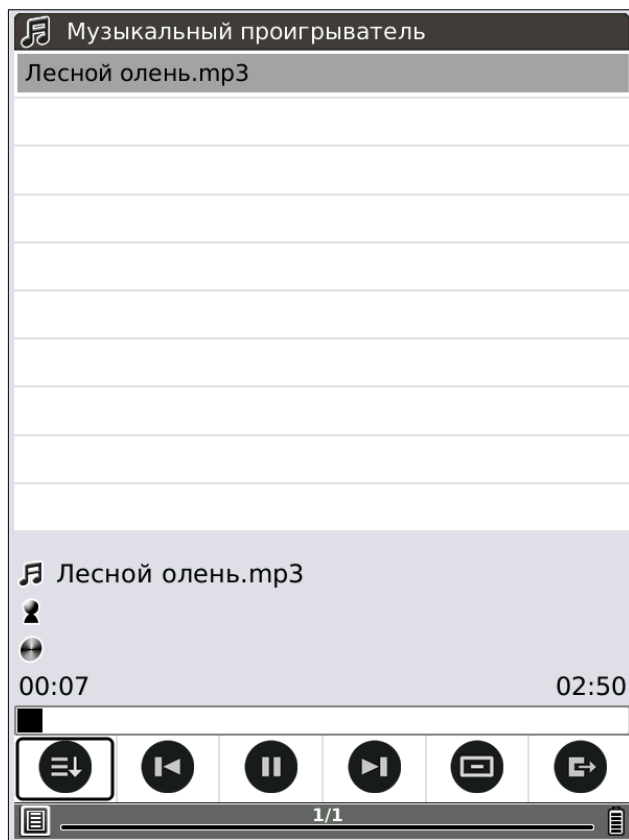 Музыкальный проигрыватель
Лесной олень.mp3
Лесной олень.mp3
00:07 02:50
1/1